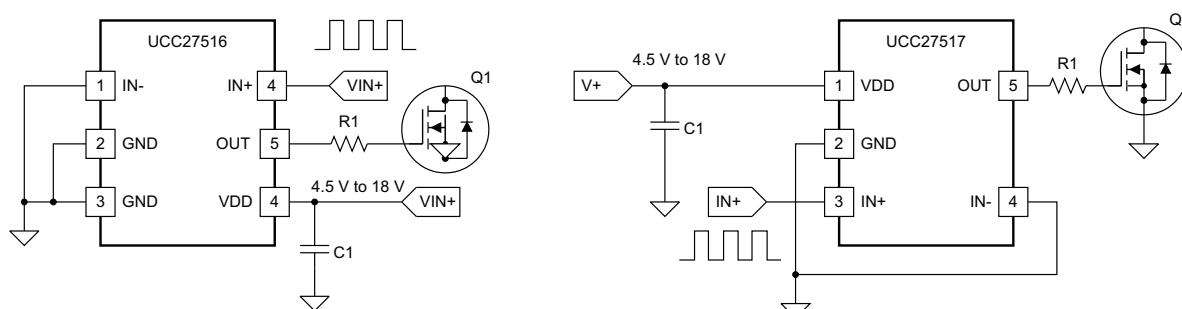 UCC27516
1
IN-
IN+
4
VIN+
Q1
2
GND
OUT
5
R1
3
GND
VDD
4
4.5 V to 18 V
VIN+
C1
UCC27517
V+
4.5 V to 18 V
1
VDD
OUT
5
R1
Q
C1
2
GND
IN+
3
IN+
IN-
4